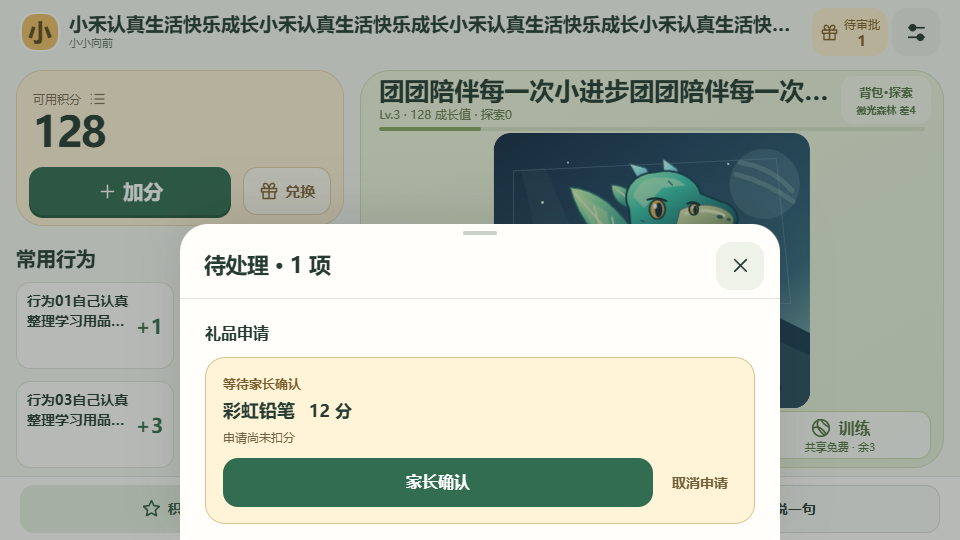 小
小禾认真生活快乐成长小禾认真生活快乐成长小禾认真生活快乐成长小禾认真生活快...
小小向前
待审批
1
可用积分
128
+ 加分
兑换
团团陪伴每一次小进步团团陪伴每一次...
Lv.3 · 128 成长值 · 探索0
背包•探索
微光森林 差4
常用行为
行为01自己认真
整理学习用品...
+1
行为03自己认真
整理学习用品...
+3
训练
共享免费 · 余3
积
说一句
待处理 • 1 项
礼品申请
等待家长确认
彩虹铅笔 12 分
申请尚未扣分
家长确认
取消申请